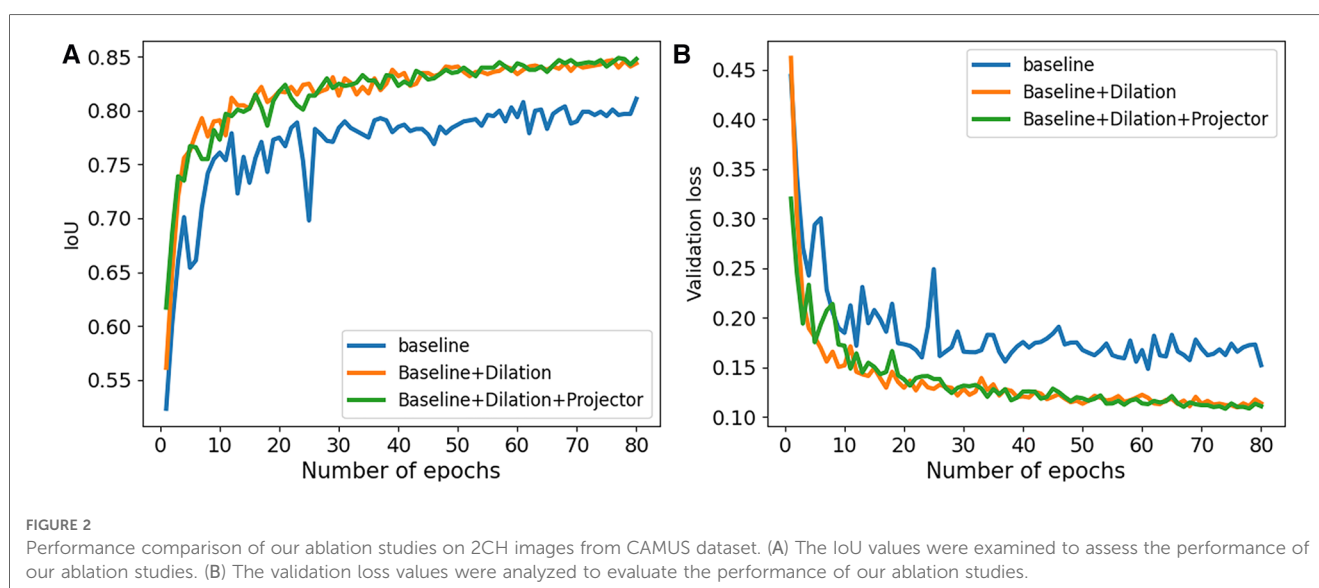 A
0.85
0.80
0.75
0.70
0.65
0.60
0.55
IoU
baseline
Baseline+Dilation
Baseline+Dilation+Projector
0 10 20 30 40 50 60 70 80
Number of epochs
B
0.45
0.40
0.35
0.30
0.25
0.20
0.15
0.10
Validation loss
baseline
Baseline+Dilation
Baseline+Dilation+Projector
0 10 20 30 40 50 60 70 80
Number of epochs
FIGURE 2
Performance comparison of our ablation studies on 2CH images from CAMUS dataset. (A) The IoU values were examined to assess the performance of
our ablation studies. (B) The validation loss values were analyzed to evaluate the performance of our ablation studies.